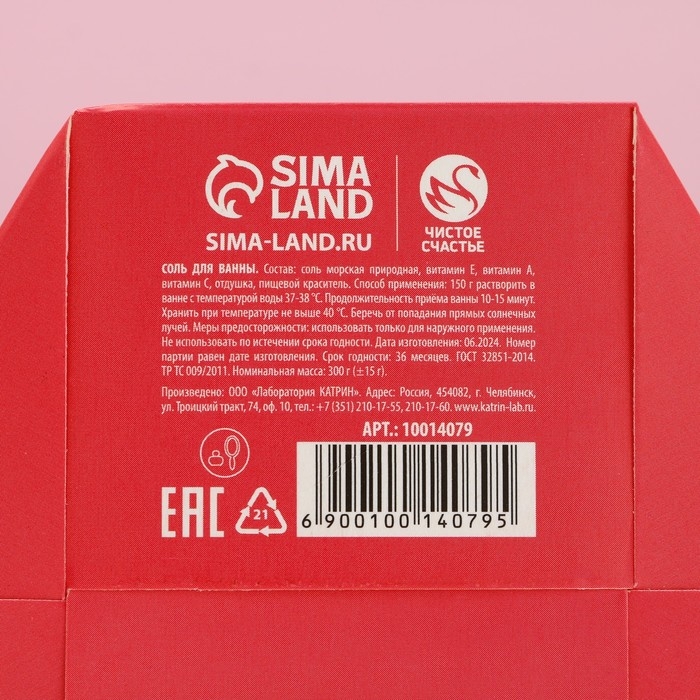 SIMA
LAND
SIMA-LAND.RU
ЧИСТОЕ
СЧАСТЬЕ
СОЛЬ ДЛЯ ВАННЫ. Состав: соль морская природная, витамин Е, витамин А,
витамин С, отдушка, пищевой краситель. Способ применения: 150 г растворить в
ванне с температурой воды 37-38 °С. Продолжительность приёма ванны 10-15 минут.
Хранить при температуре не выше 40 °С. Беречь от попадания прямых солнечных
лучей. Меры предосторожности: использовать только для наружного применения.
Не использовать по истечении срока годности. Дата изготовления: 06.2024. Номер
партии равен дате изготовления. Срок годности: 36 месяцев. ГОСТ 32851-2014.
ТР ТС 009/2011. Номинальная масса: 300 г (±15 г).
Произведено: ООО «Лаборатория КАТРИН». Адрес: Россия, 454082, г. Челябинск,
ул. Троицкий тракт, 74, оф. 10, тел.: +7 (351) 210-17-55, 210-17-60. www.katrin-lab.ru.
АРТ.: 10014079
EAC
21
6 900100 140795